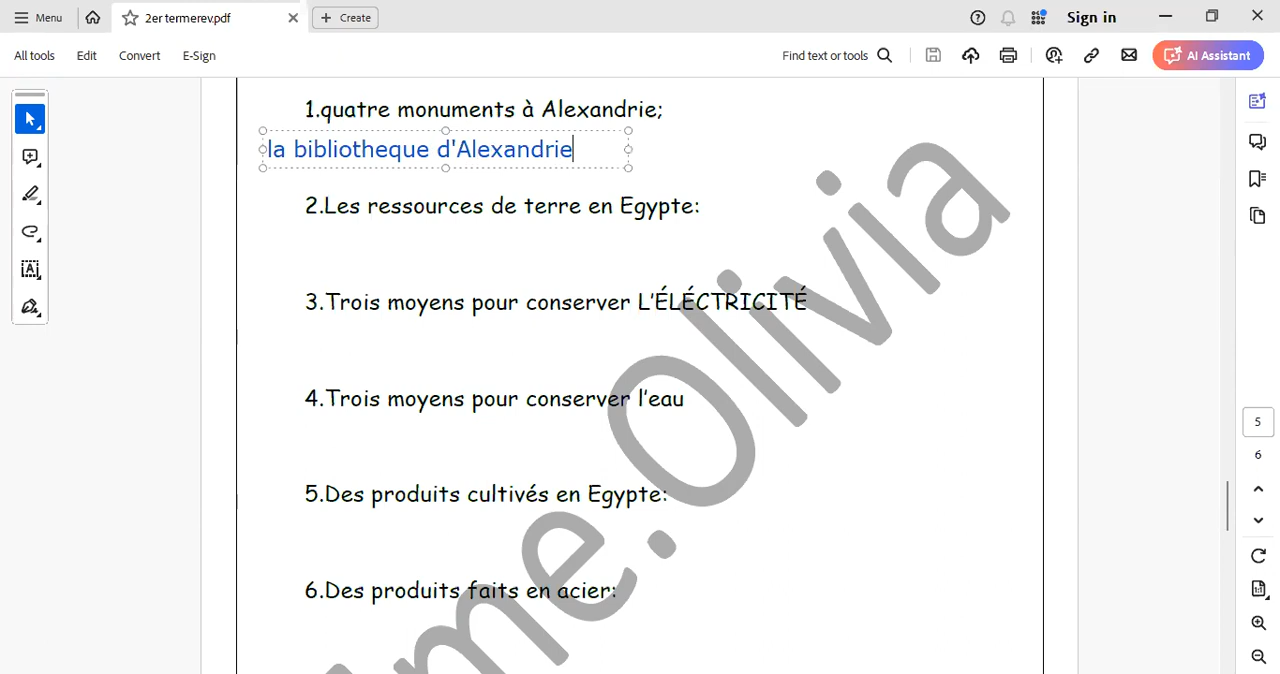 Menu
2er termerev.pdf
Create
Sign in
All tools
Edit
Convert
E-Sign
Find text or tools
AI Assistant
1.quatre monuments à Alexandrie;
la bibliotheque d'Alexandrie
2.Les ressources de terre en Egypte:
3.Trois moyens pour conserver L'ÉLÉCTRICITÉ
4.Trois moyens pour conserver l'eau
5.Des produits cultivés en Egypte:
6.Des produits faits en acier:
me.Olivia
5
6